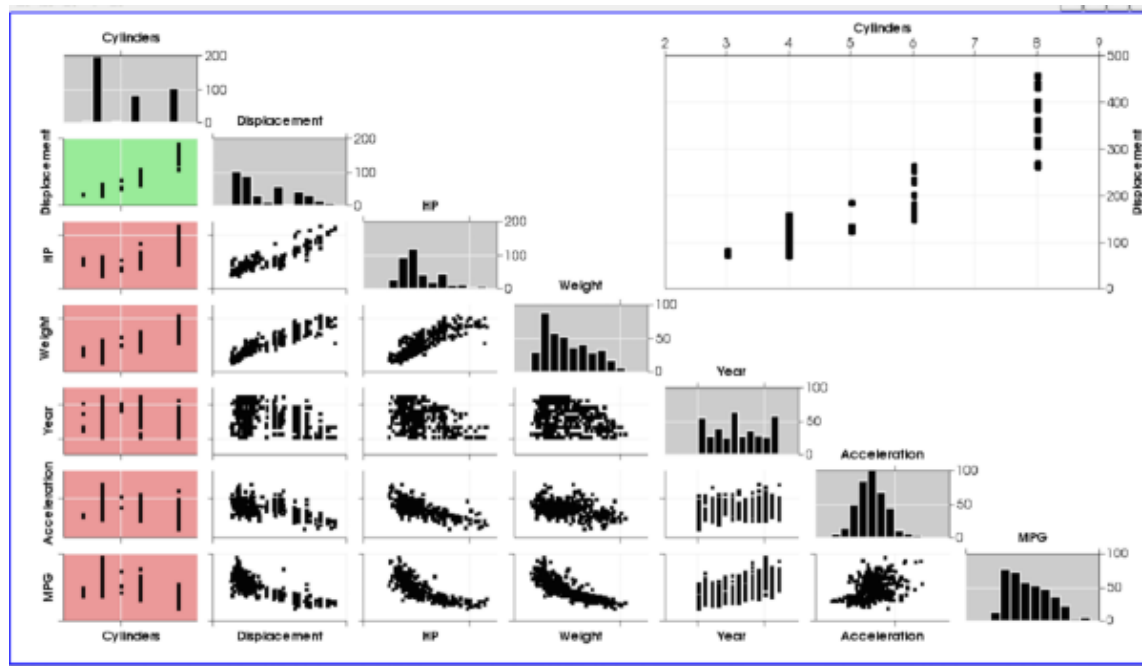 Cylinders
200
100
0
Cylinders
2 3 4 5 6 7 8 9
500
400
300
200
100
0
Displacement
Displacement
Displacement
200
100
0
HP
HP
200
100
0
Weight
Weight
100
50
0
Year
Year
100
50
0
Acceleration
Acceleration
100
50
0
MPG
MPG
100
50
0
Cylinders Displacement HP Weight Year Acceleration